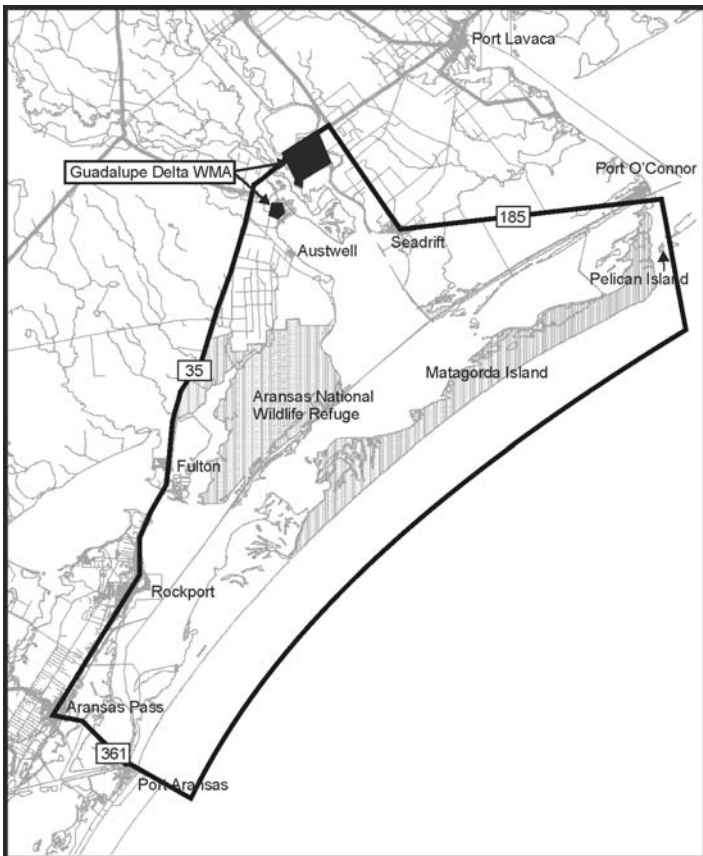 Port Lavaca
Guadalupe Delta WMA
Port O'Connor
185
Seadrift
Austwell
Pelican Island
35
Matagorda Island
Aransas National
Wildlife Refuge
Fulton
Rockport
Aransas Pass
361
Port Aransas